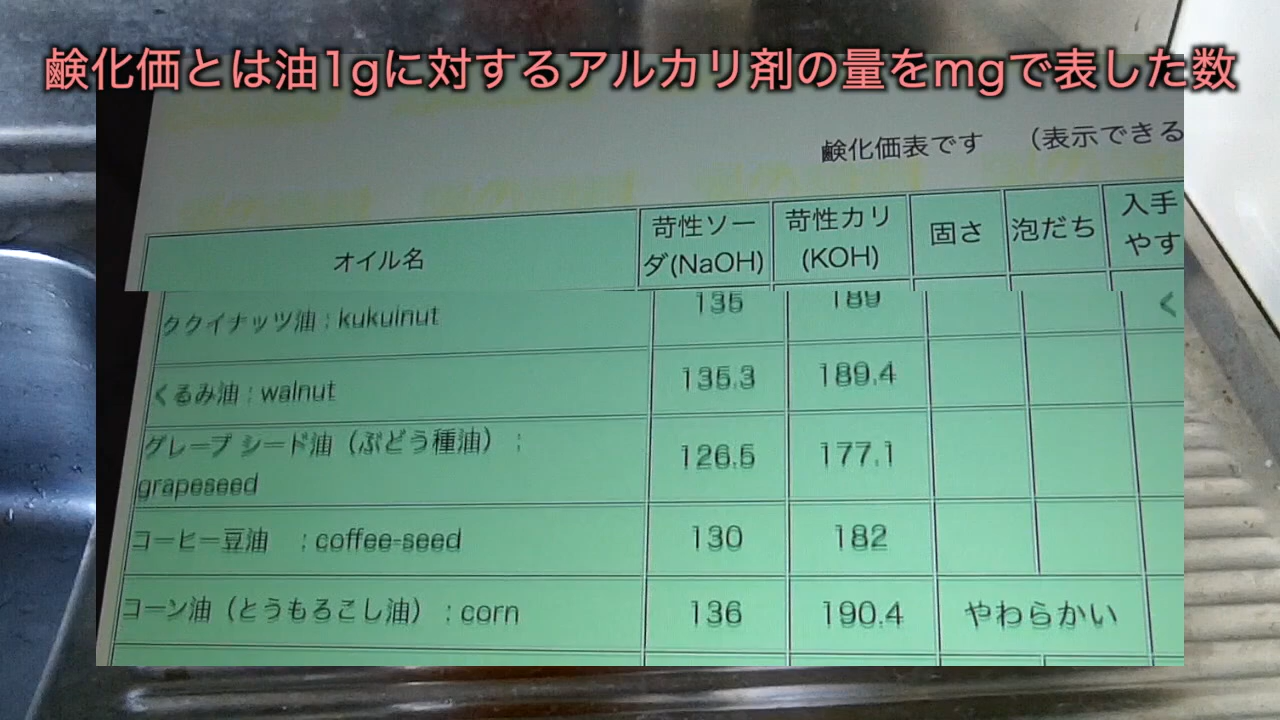 鹸化価とは油1gに対するアルカリ剤の量をmgで表した数
鹸化価表です (表示できる
オイル名 苛性ソーダ(NaOH) 苛性カリ(KOH) 固さ 泡だち 入手やす
ククイナッツ油 : kukuinut 135 189 く
くるみ油 : walnut 135.3 189.4
グレープ シード油（ぶどう種油） :
grapeseed 126.5 177.1
コーヒー豆油 : coffee-seed 130 182
コーン油（とうもろこし油） : corn 136 190.4 やわらかい